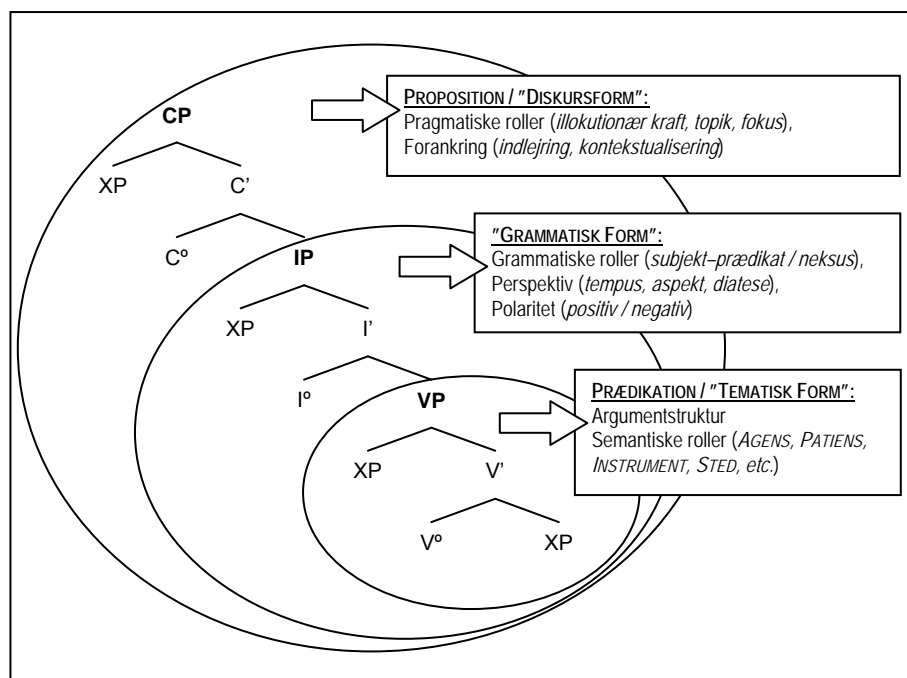 CP
XP C'
Cº IP
XP I'
Iº VP
XP V'
Vº XP
PROPOSITION / "DISKURSFORM":
Pragmatiske roller (illokutionær kraft, topik, fokus),
Forankring (indlejring, kontekstualisering)
"GRAMMATISK FORM":
Grammatiske roller (subjekt–prædikat / neksus),
Perspektiv (tempus, aspekt, diatese),
Polaritet (positiv / negativ)
PRÆDIKATION / "TEMATISK FORM":
Argumentstruktur
Semantiske roller (AGENS, PATIENS,
INSTRUMENT, STED, etc.)